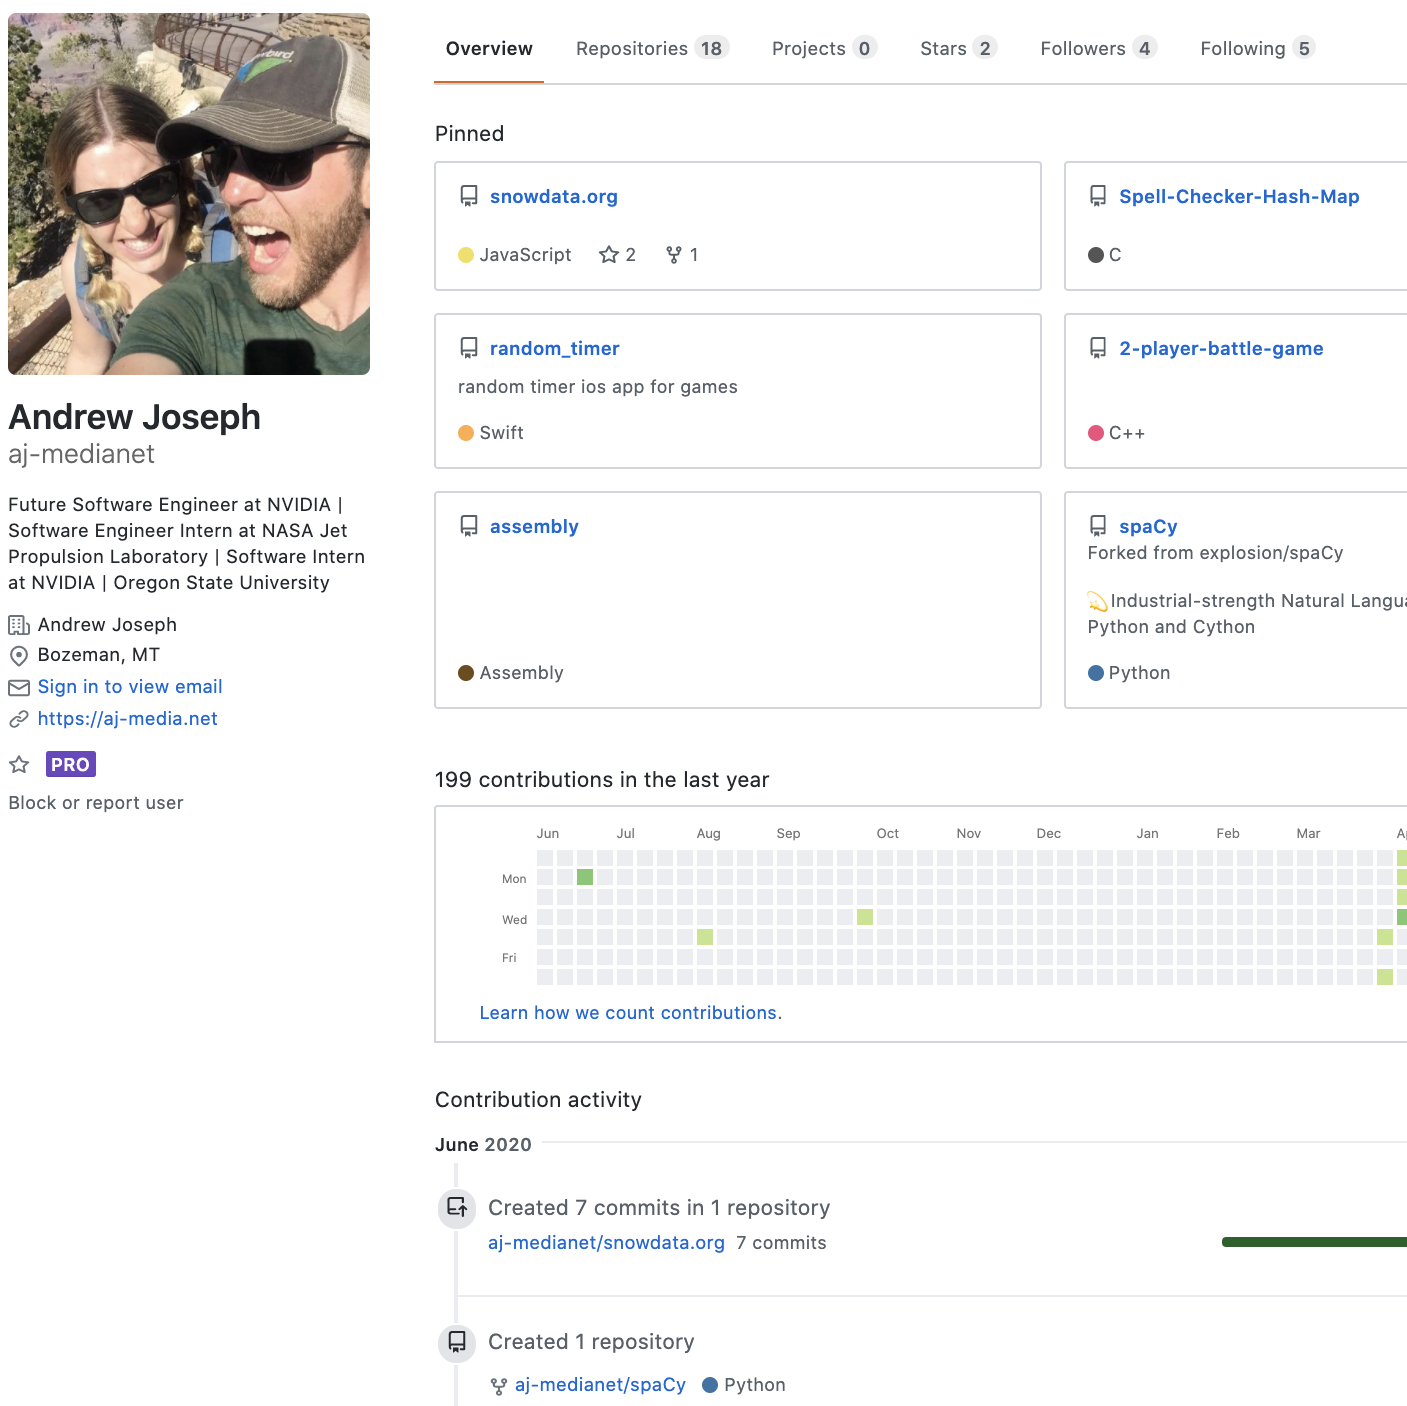 Overview Repositories 18 Projects 0 Stars 2 Followers 4 Following 5
Andrew Joseph
aj-medianet
Future Software Engineer at NVIDIA |
Software Engineer Intern at NASA Jet
Propulsion Laboratory | Software Intern
at NVIDIA | Oregon State University
Andrew Joseph
Bozeman, MT
Sign in to view email
https://aj-media.net
PRO
Block or report user
Pinned
snowdata.org
JavaScript 2 1
Spell-Checker-Hash-Map
C
random_timer
random timer ios app for games
Swift
2-player-battle-game
C++
assembly
Assembly
spaCy
Forked from explosion/spaCy
Industrial-strength Natural
Python and Cython
Python
199 contributions in the last year
Jun Jul Aug Sep Oct Nov Dec Jan Feb Mar
Mon
Wed
Fri
Learn how we count contributions.
Contribution activity
June 2020
Created 7 commits in 1 repository
aj-medianet/snowdata.org 7 commits
Created 1 repository
aj-medianet/spaCy Python